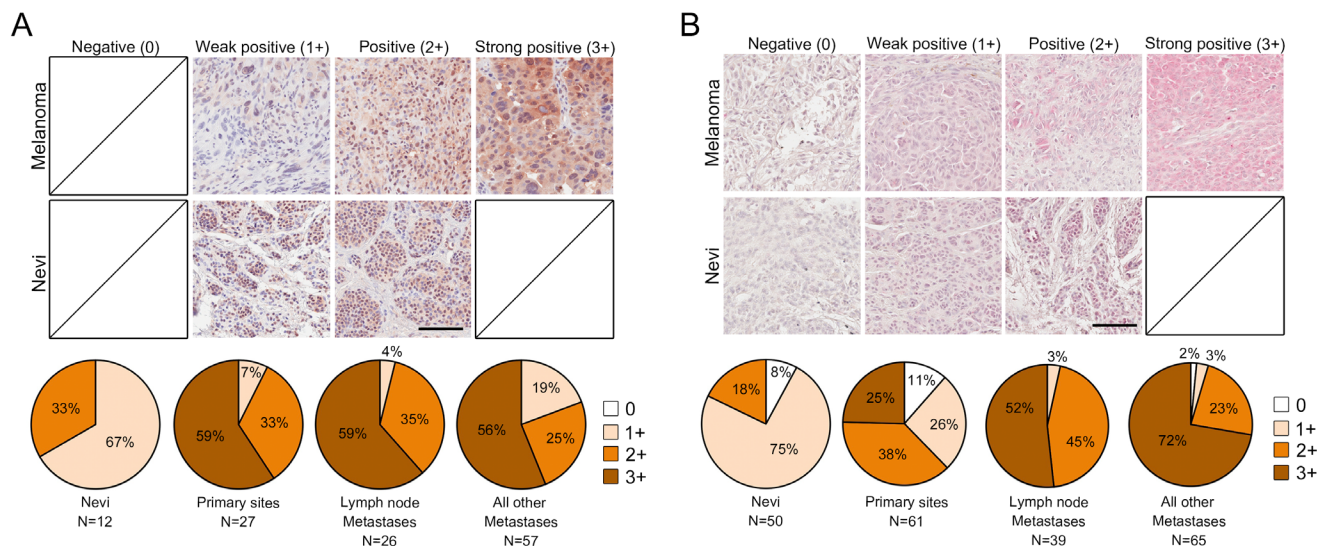 A
Negative (0) Weak positive (1+) Positive (2+) Strong positive (3+)
Melanoma
Nevi
33%
67%
7%
33%
59%
4%
35%
59%
19%
25%
56%
0
1+
2+
3+
Nevi
N=12
Primary sites
N=27
Lymph node
Metastases
N=26
All other
Metastases
N=57
B
Negative (0) Weak positive (1+) Positive (2+) Strong positive (3+)
Melanoma
Nevi
18%
8%
75%
25%
11%
26%
38%
3%
52%
45%
2%
3%
23%
72%
0
1+
2+
3+
Nevi
N=50
Primary sites
N=61
Lymph node
Metastases
N=39
All other
Metastases
N=65